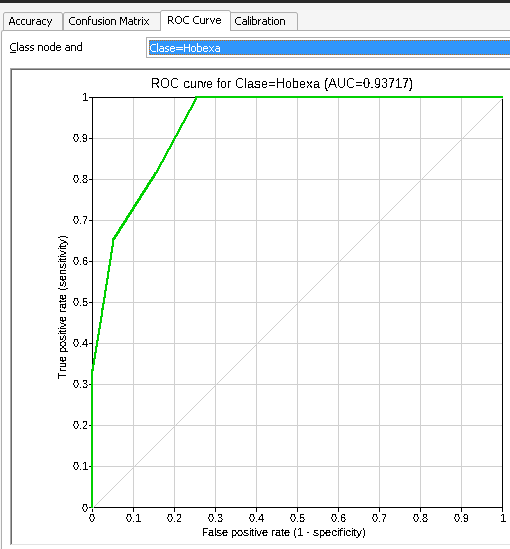 Accuracy Confusion Matrix ROC Curve Calibration
Class node and Clase=Hobexa
ROC curve for Clase=Hobexa (AUC=0.93717)
1
0.9
0.8
0.7
0.6
0.5
0.4
0.3
0.2
0.1
0
True positive rate (sensitivity)
0 0.1 0.2 0.3 0.4 0.5 0.6 0.7 0.8 0.9 1
False positive rate (1 - specificity)